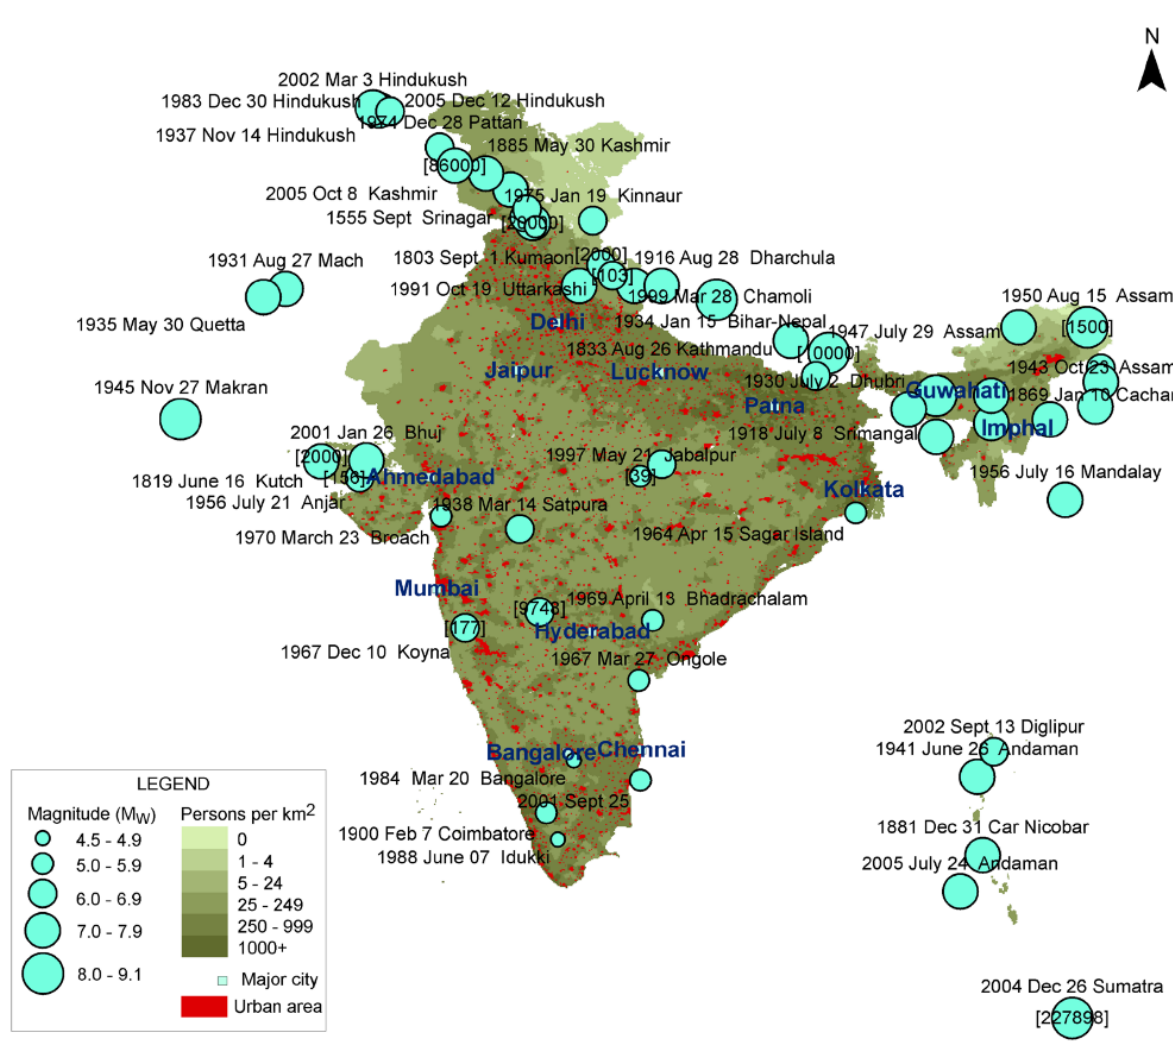 N
2002 Mar 3 Hindukush
1983 Dec 30 Hindukush
2005 Dec 12 Hindukush
1974 Dec 28 Pattan
1937 Nov 14 Hindukush
1885 May 30 Kashmir
[86000]
2005 Oct 8 Kashmir
1975 Jan 19 Kinnaur
1555 Sept Srinagar
[20000]
1803 Sept 1 Kumaon
[2000]
1916 Aug 28 Dharchula
1931 Aug 27 Mach
[103]
1991 Oct 19 Uttarkashi
1999 Mar 28 Chamoli
1950 Aug 15 Assam
1935 May 30 Quetta
Delhi
1934 Jan 15 Bihar-Nepal
1947 July 29 Assam
[1500]
1833 Aug 26 Kathmandu
[10000]
Jaipur
Lucknow
1943 Oct 23 Assam
1945 Nov 27 Makran
1930 July 2 Dhubri
Guwahati
1869 Jan 10 Cachar
Patna
2001 Jan 26 Bhuj
1918 July 8 Srimangal
Imphal
[2000]
1997 May 21 Jabalpur
1819 June 16 Kutch
[156]
Ahmedabad
[39]
1956 July 16 Mandalay
Kolkata
1956 July 21 Anjar
1938 Mar 14 Satpura
1970 March 23 Broach
1964 Apr 15 Sagar Island
Mumbai
[9748]
1969 April 13 Bhadrachalam
[177]
Hyderabad
1967 Dec 10 Koyna
1967 Mar 27 Ongole
2002 Sept 13 Diglipur
Bangalore
Chennai
1941 June 26 Andaman
1984 Mar 20 Bangalore
2001 Sept 25
1900 Feb 7 Coimbatore
1881 Dec 31 Car Nicobar
1988 June 07 Idukki
2005 July 24 Andaman
2004 Dec 26 Sumatra
[227898]
LEGEND
Magnitude (MW)
4.5 - 4.9
5.0 - 5.9
6.0 - 6.9
7.0 - 7.9
8.0 - 9.1
Persons per km2
0
1 - 4
5 - 24
25 - 249
250 - 999
1000+
Major city
Urban area